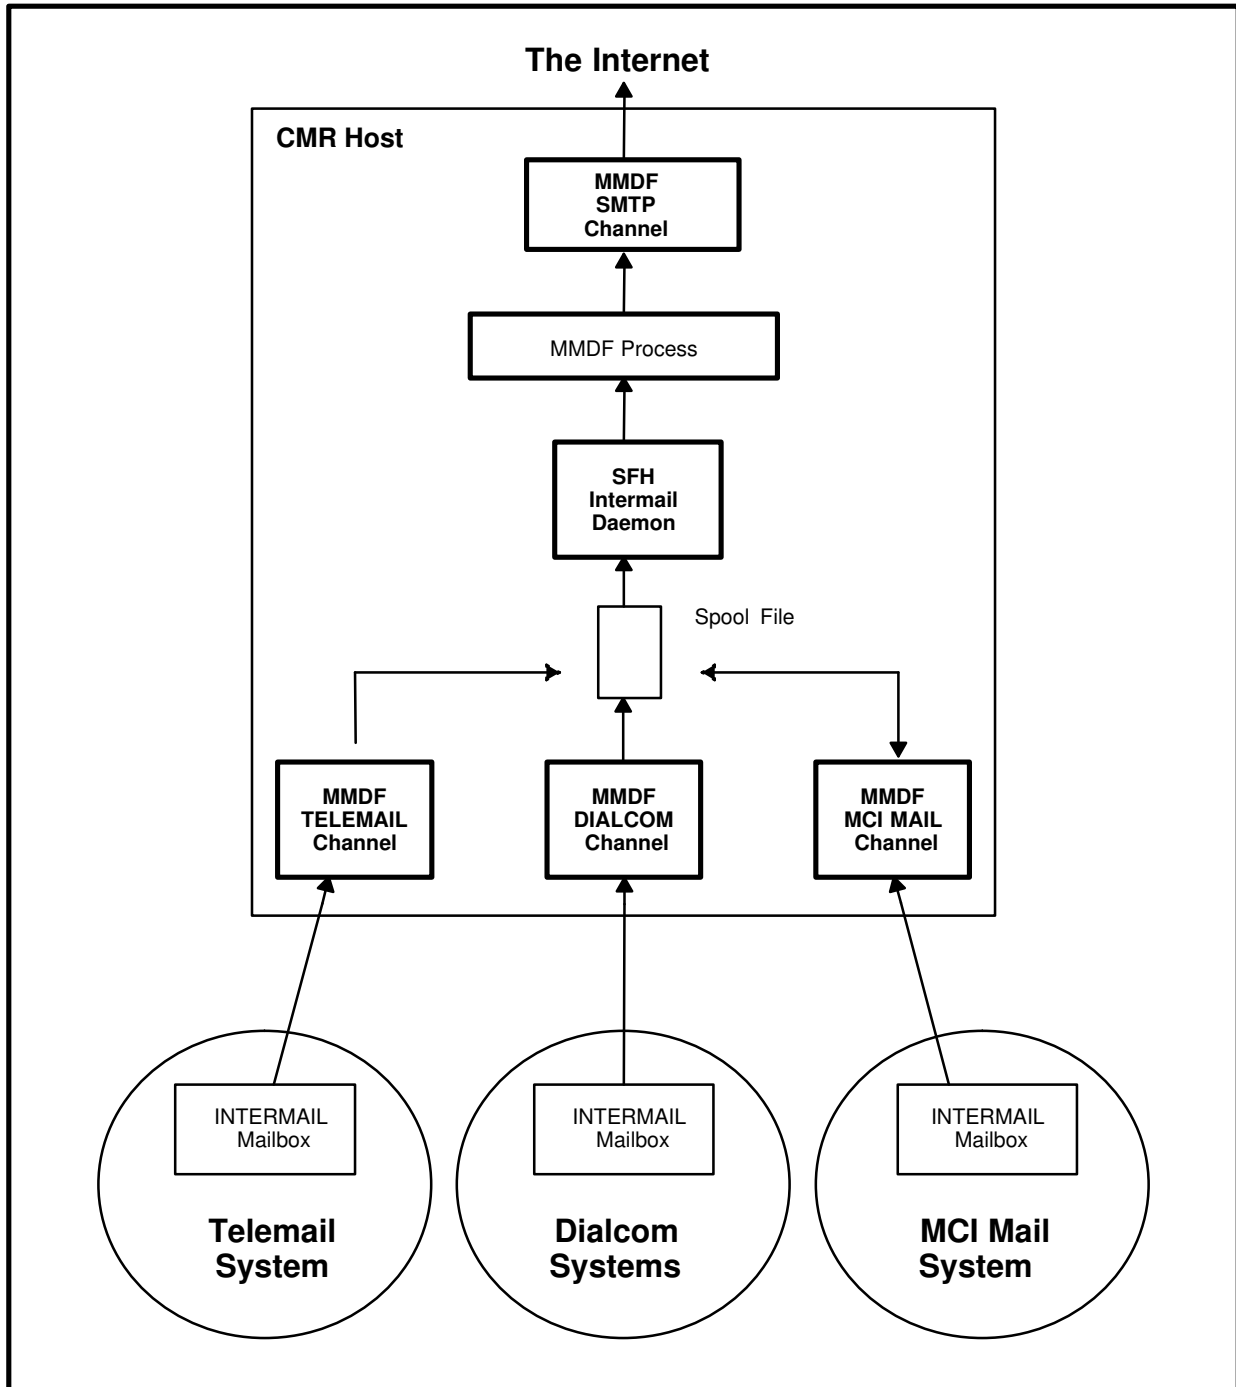 The Internet
CMR Host
MMDF
SMTP
Channel
MMDF Process
SFH
Intermail
Daemon
Spool File
MMDF
TELEMAIL
Channel
MMDF
DIALCOM
Channel
MMDF
MCI MAIL
Channel
INTERMAIL
Mailbox
INTERMAIL
Mailbox
INTERMAIL
Mailbox
Telemail
System
Dialcom
Systems
MCI Mail
System